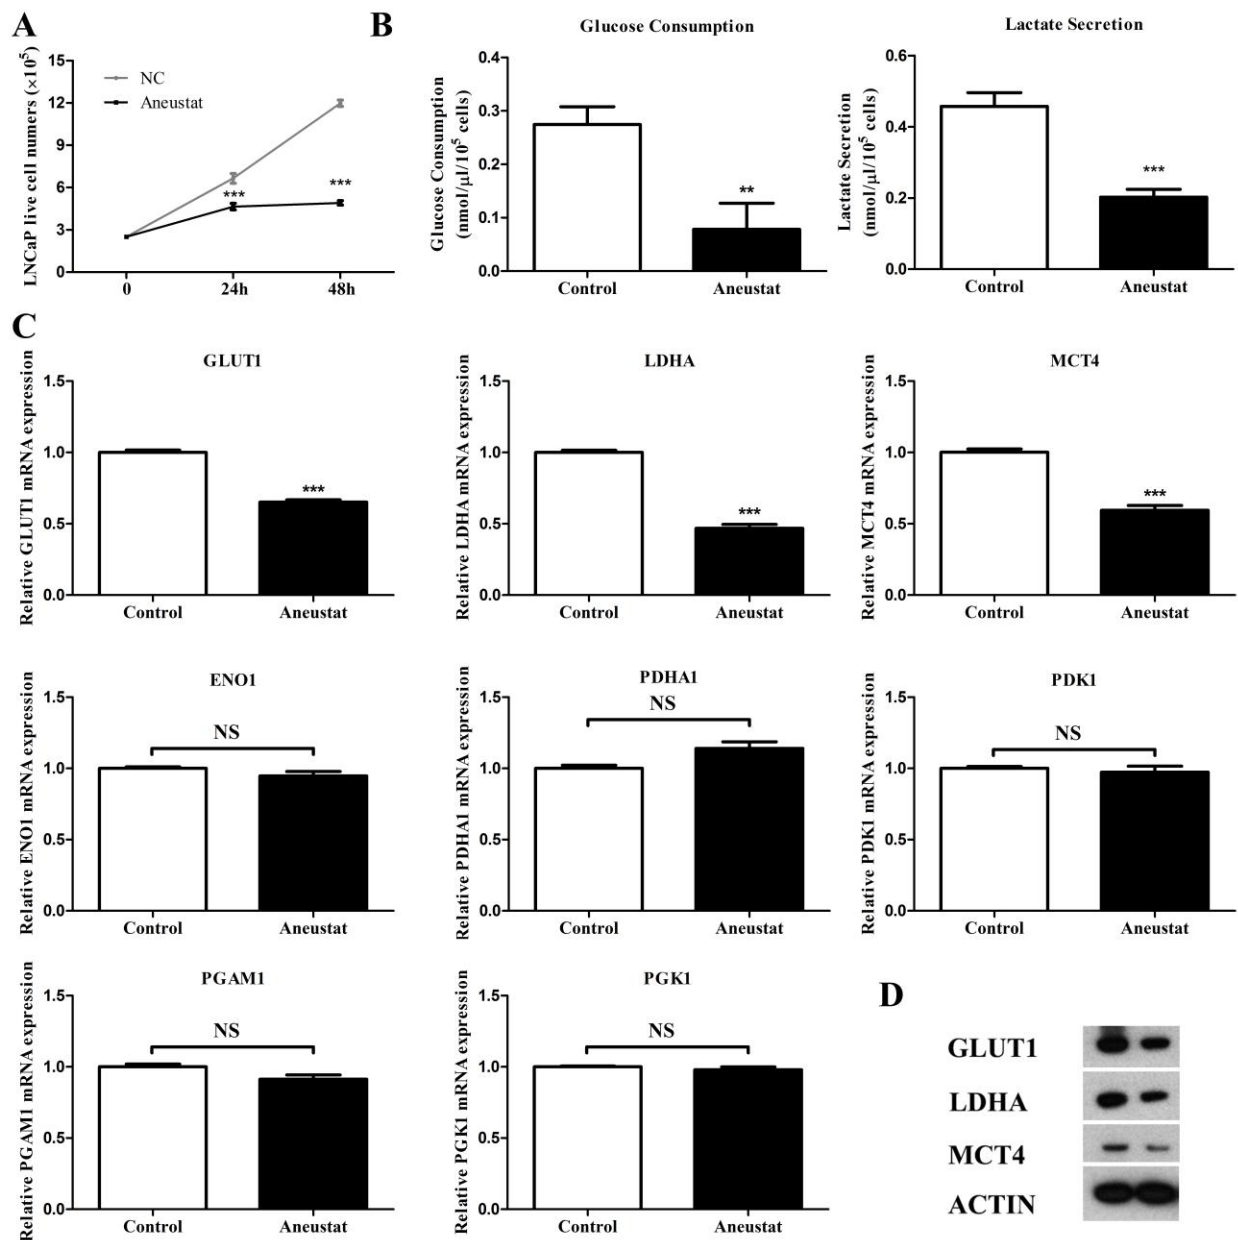 A
LNCaP live cell numers (×10⁵)
15
12
9
6
3
0
NC
Aneustat
***
***
0
24h
48h
B
Glucose Consumption
Glucose Consumption
(nmol/µl/10⁵ cells)
0.4
0.3
0.2
0.1
0.0
**
Control
Aneustat
Lactate Secretion
Lactate Secretion
(nmol/µl/10⁵ cells)
0.6
0.4
0.2
0.0
***
Control
Aneustat
C
GLUT1
Relative GLUT1 mRNA expression
1.5
1.0
0.5
0.0
***
Control
Aneustat
LDHA
Relative LDHA mRNA expression
1.5
1.0
0.5
0.0
***
Control
Aneustat
MCT4
Relative MCT4 mRNA expression
1.5
1.0
0.5
0.0
***
Control
Aneustat
ENO1
Relative ENO1 mRNA expression
1.5
1.0
0.5
0.0
NS
Control
Aneustat
PDHA1
Relative PDHA1 mRNA expression
1.5
1.0
0.5
0.0
NS
Control
Aneustat
PDK1
Relative PDK1 mRNA expression
1.5
1.0
0.5
0.0
NS
Control
Aneustat
PGAM1
Relative PGAM1 mRNA expression
1.5
1.0
0.5
0.0
NS
Control
Aneustat
PGK1
Relative PGK1 mRNA expression
1.5
1.0
0.5
0.0
NS
Control
Aneustat
D
GLUT1
LDHA
MCT4
ACTIN